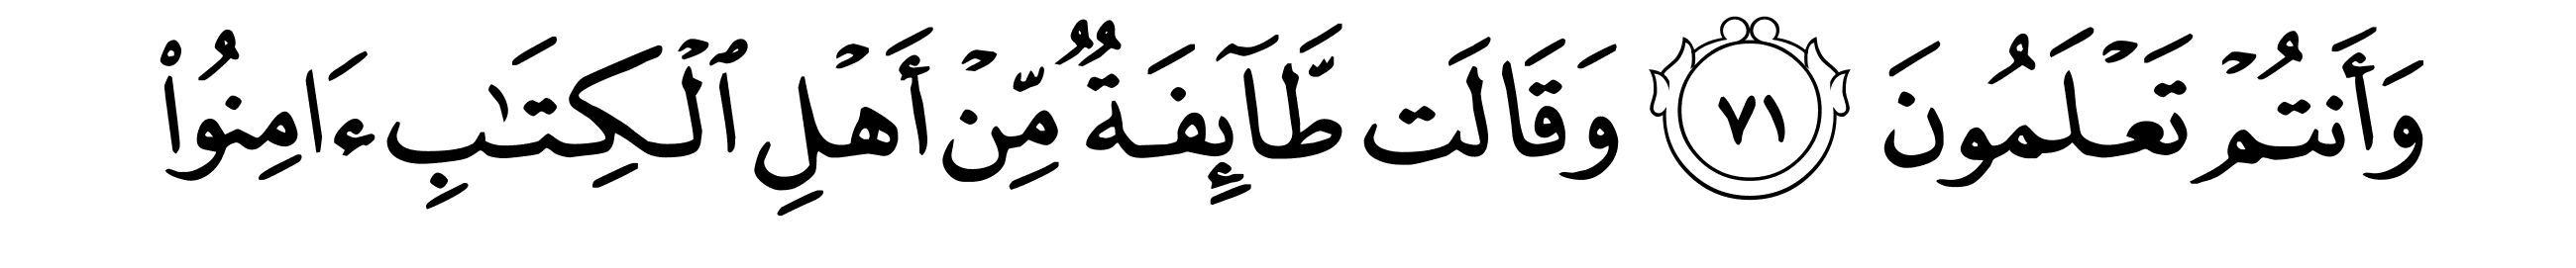 وَأَنتُمْ تَعْلَمُونَ ٧١ وَقَالَت طَّآئِفَةٌ مِّنْ أَهْلِ ٱلْكِتَٰبِ ءَامِنُوا۟